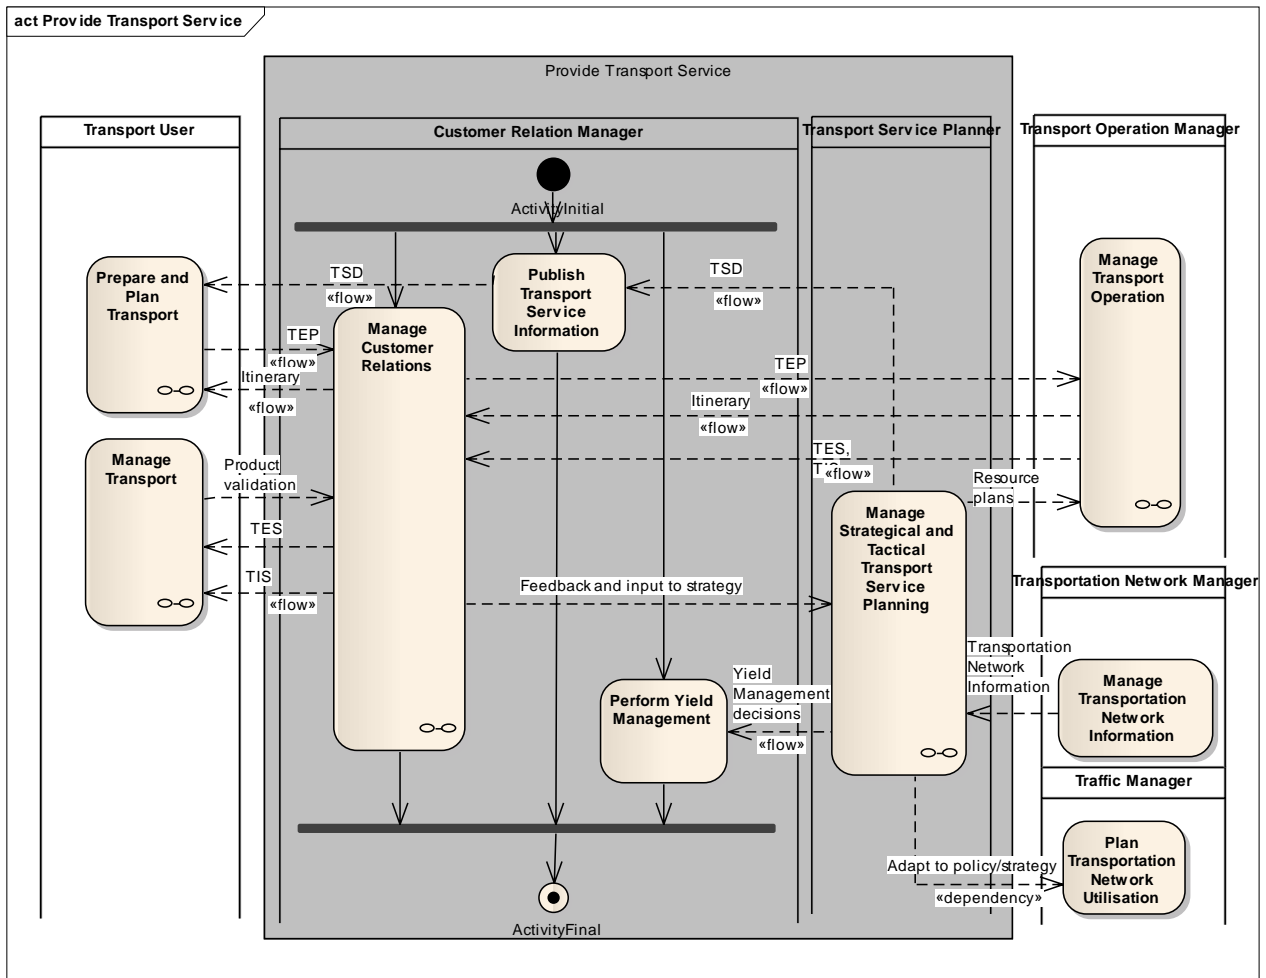 act Provide Transport Service
Provide Transport Service
Transport User
Customer Relation Manager
Transport Service Planner
Transport Operation Manager
ActivityInitial
Prepare and
Plan
Transport
TSD
«flow»
Publish
Transport
Service
Information
TSD
«flow»
Manage
Transport
Operation
Manage
Customer
Relations
TEP
«flow»
Itinerary
«flow»
TEP
«flow»
Itinerary
«flow»
Manage
Transport
Product
validation
TES,
«flow»
Resource
plans
Manage
Strategical and
Tactical
Transport
Service
Planning
TES
TIS
«flow»
Feedback and input to strategy
Transportation Network Manager
Transportation
Network
Information
Manage
Transportation
Network
Information
Perform Yield
Management
Yield
Management
decisions
«flow»
Traffic Manager
Plan
Transportation
Network
Utilisation
Adapt to policy/strategy
«dependency»
ActivityFinal